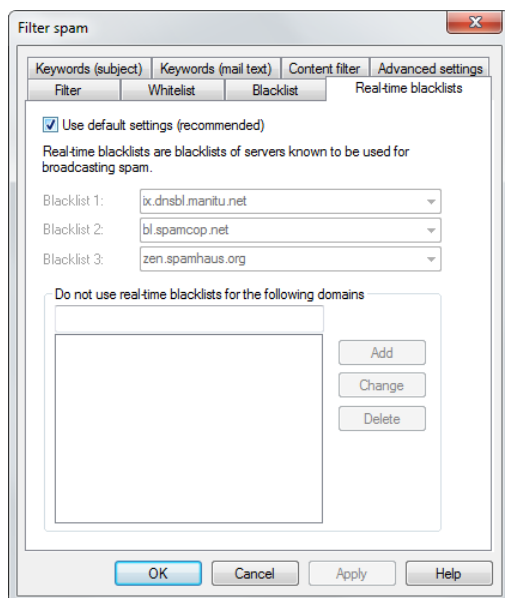 Filter spam
Keywords (subject) Keywords (mail text) Content filter Advanced settings
Filter Whitelist Blacklist Real-time blacklists
Use default settings (recommended)
Real-time blacklists are blacklists of servers known to be used for
broadcasting spam.
Blacklist 1: ix.dnsbl.manitu.net
Blacklist 2: bl.spamcop.net
Blacklist 3: zen.spamhaus.org
Do not use real-time blacklists for the following domains
Add
Change
Delete
OK Cancel Apply Help